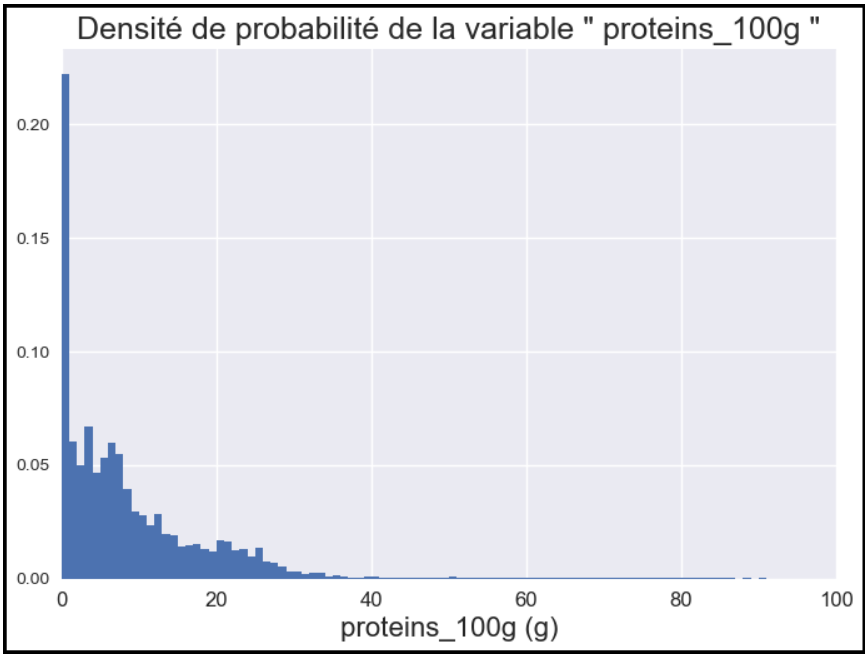 Densité de probabilité de la variable " proteins_100g "
0.20
0.15
0.10
0.05
0.00
0 20 40 60 80 100
proteins_100g (g)